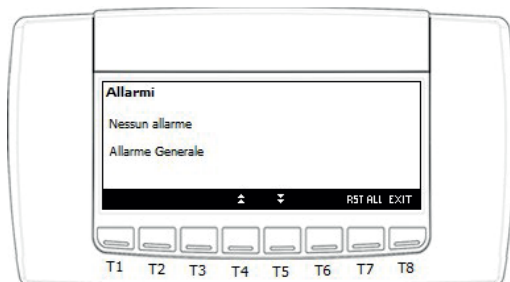 Allarmi
Nessun allarme
Allarme Generale
RST ALL EXIT
T1 T2 T3 T4 T5 T6 T7 T8